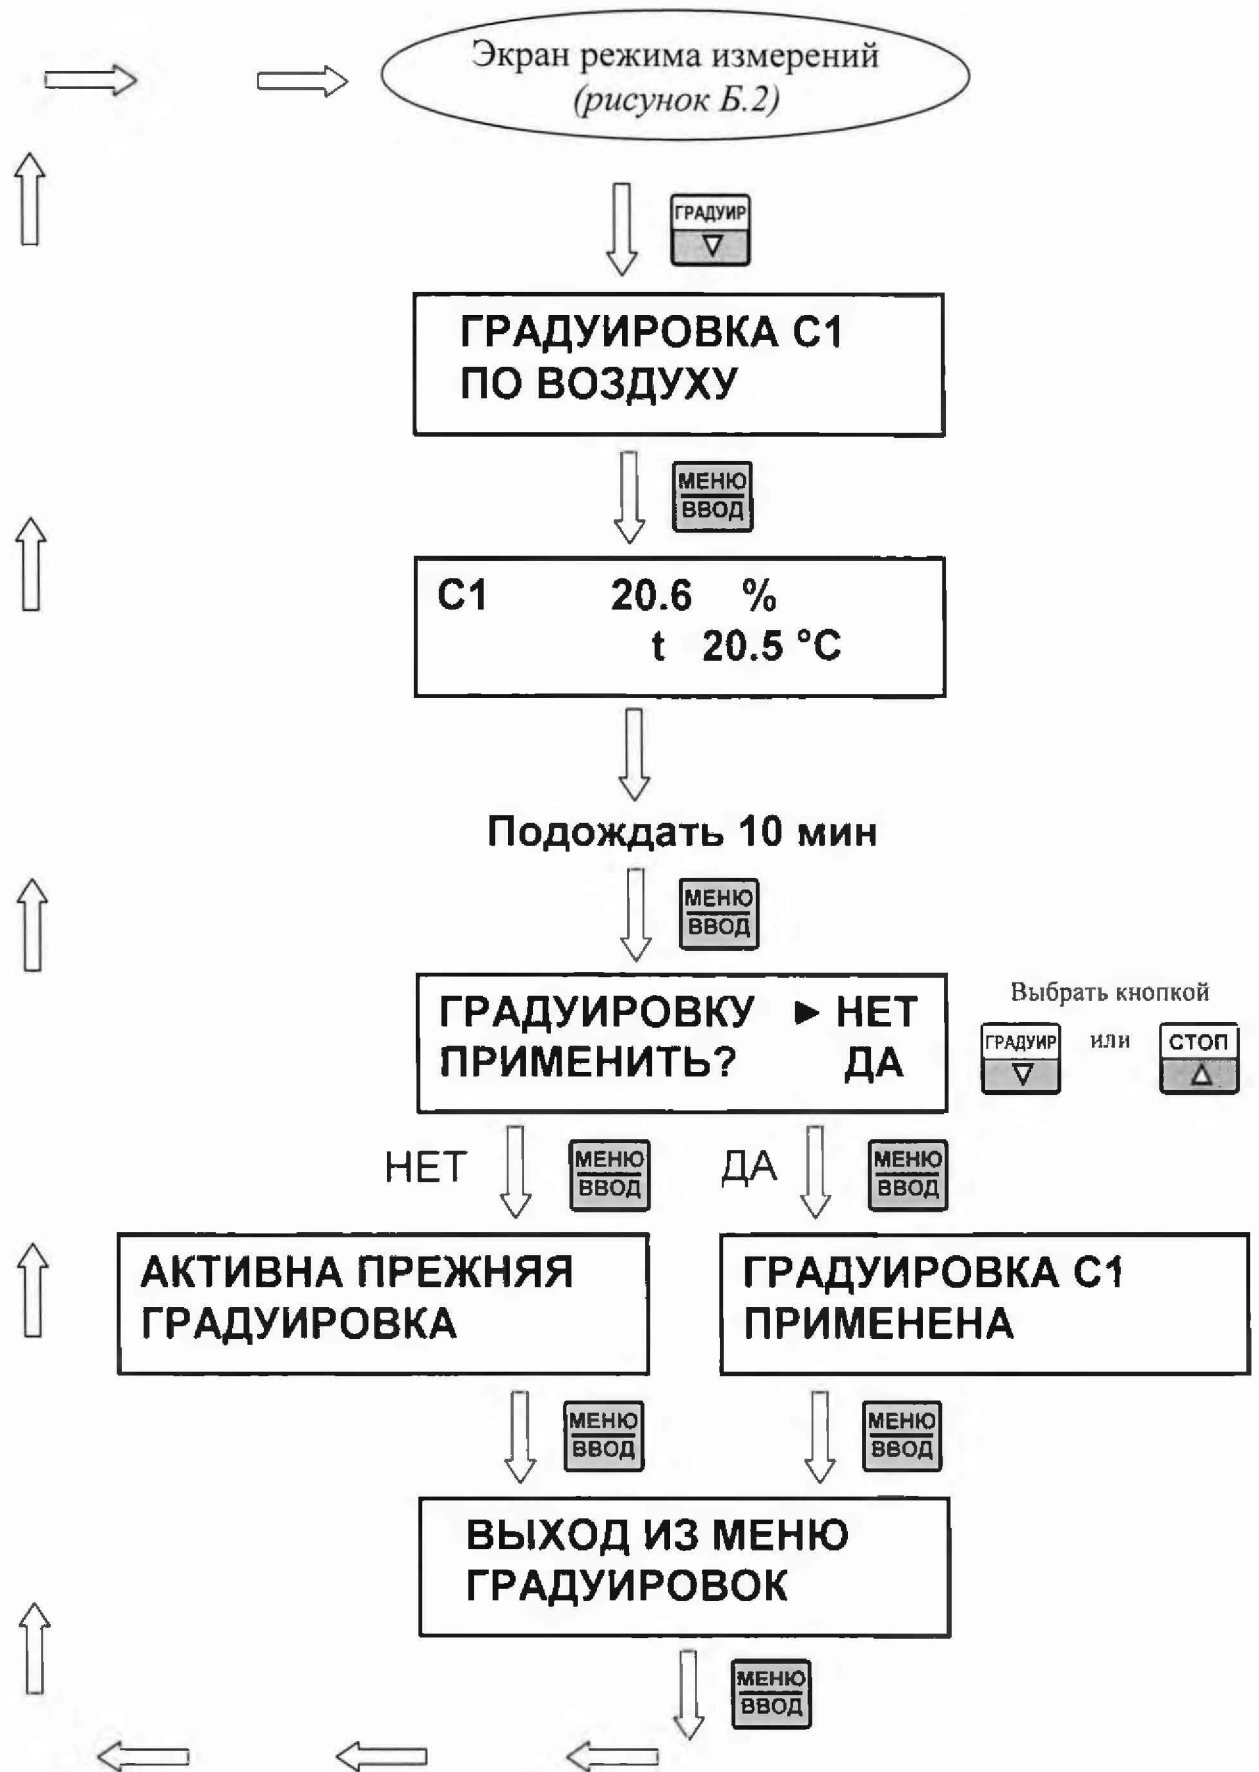 Экран режима измерений
(рисунок Б.2)
ГРАДУИР
ГРАДУИРОВКА С1
ПО ВОЗДУХУ
МЕНЮ
ВВОД
С1 20.6 %
t 20.5 °С
Подождать 10 мин
МЕНЮ
ВВОД
ГРАДУИРОВКУ ► НЕТ
ПРИМЕНИТЬ? ДА
Выбрать кнопкой
ГРАДУИР или СТОП
НЕТ
МЕНЮ
ВВОД
ДА
МЕНЮ
ВВОД
АКТИВНА ПРЕЖНЯЯ
ГРАДУИРОВКА
ГРАДУИРОВКА С1
ПРИМЕНЕНА
МЕНЮ
ВВОД
МЕНЮ
ВВОД
ВЫХОД ИЗ МЕНЮ
ГРАДУИРОВОК
МЕНЮ
ВВОД